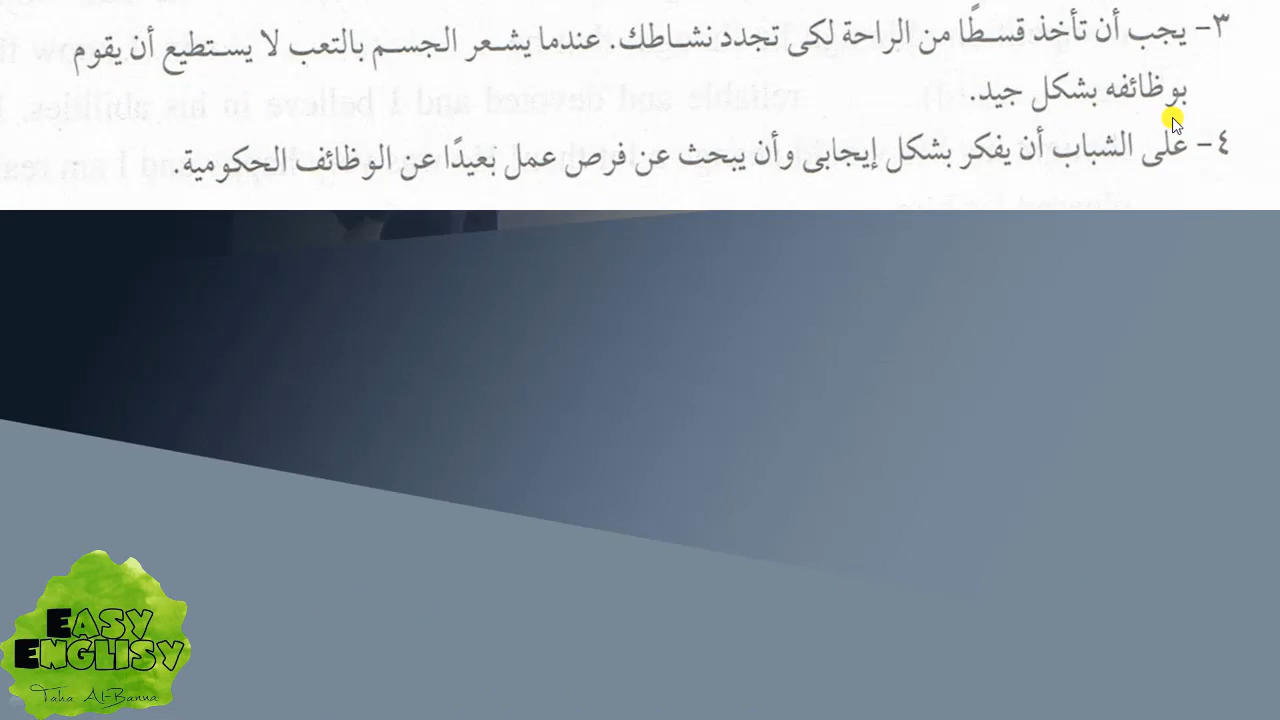 ٣- يجب أن تأخذ قسطًا من الراحة لكى تجدد نشاطك. عندما يشعر الجسم بالتعب لا يستطيع أن يقوم
بوظائفه بشكل جيد.
٤- على الشباب أن يفكر بشكل إيجابى وأن يبحث عن فرص عمل بعيدًا عن الوظائف الحكومية.
EASY
ENGLISY
Taha Al-Banna